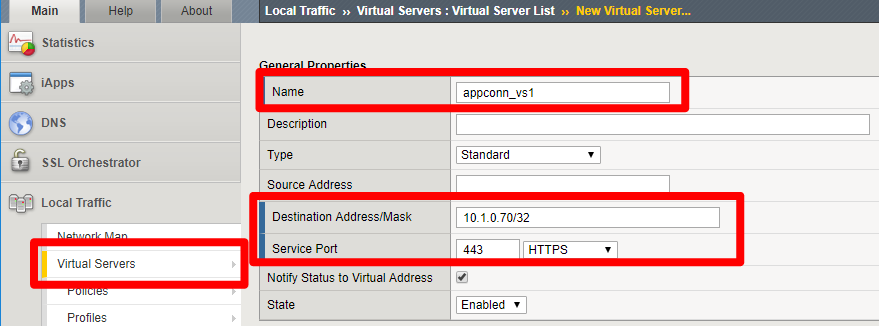 Main Help About
Local Traffic ›› Virtual Servers : Virtual Server List ›› New Virtual Server...
Statistics
iApps
DNS
SSL Orchestrator
Local Traffic
Network Map
Virtual Servers
Policies
Profiles
General Properties
Name appconn_vs1
Description
Type Standard
Source Address
Destination Address/Mask 10.1.0.70/32
Service Port 443 HTTPS
Notify Status to Virtual Address
State Enabled